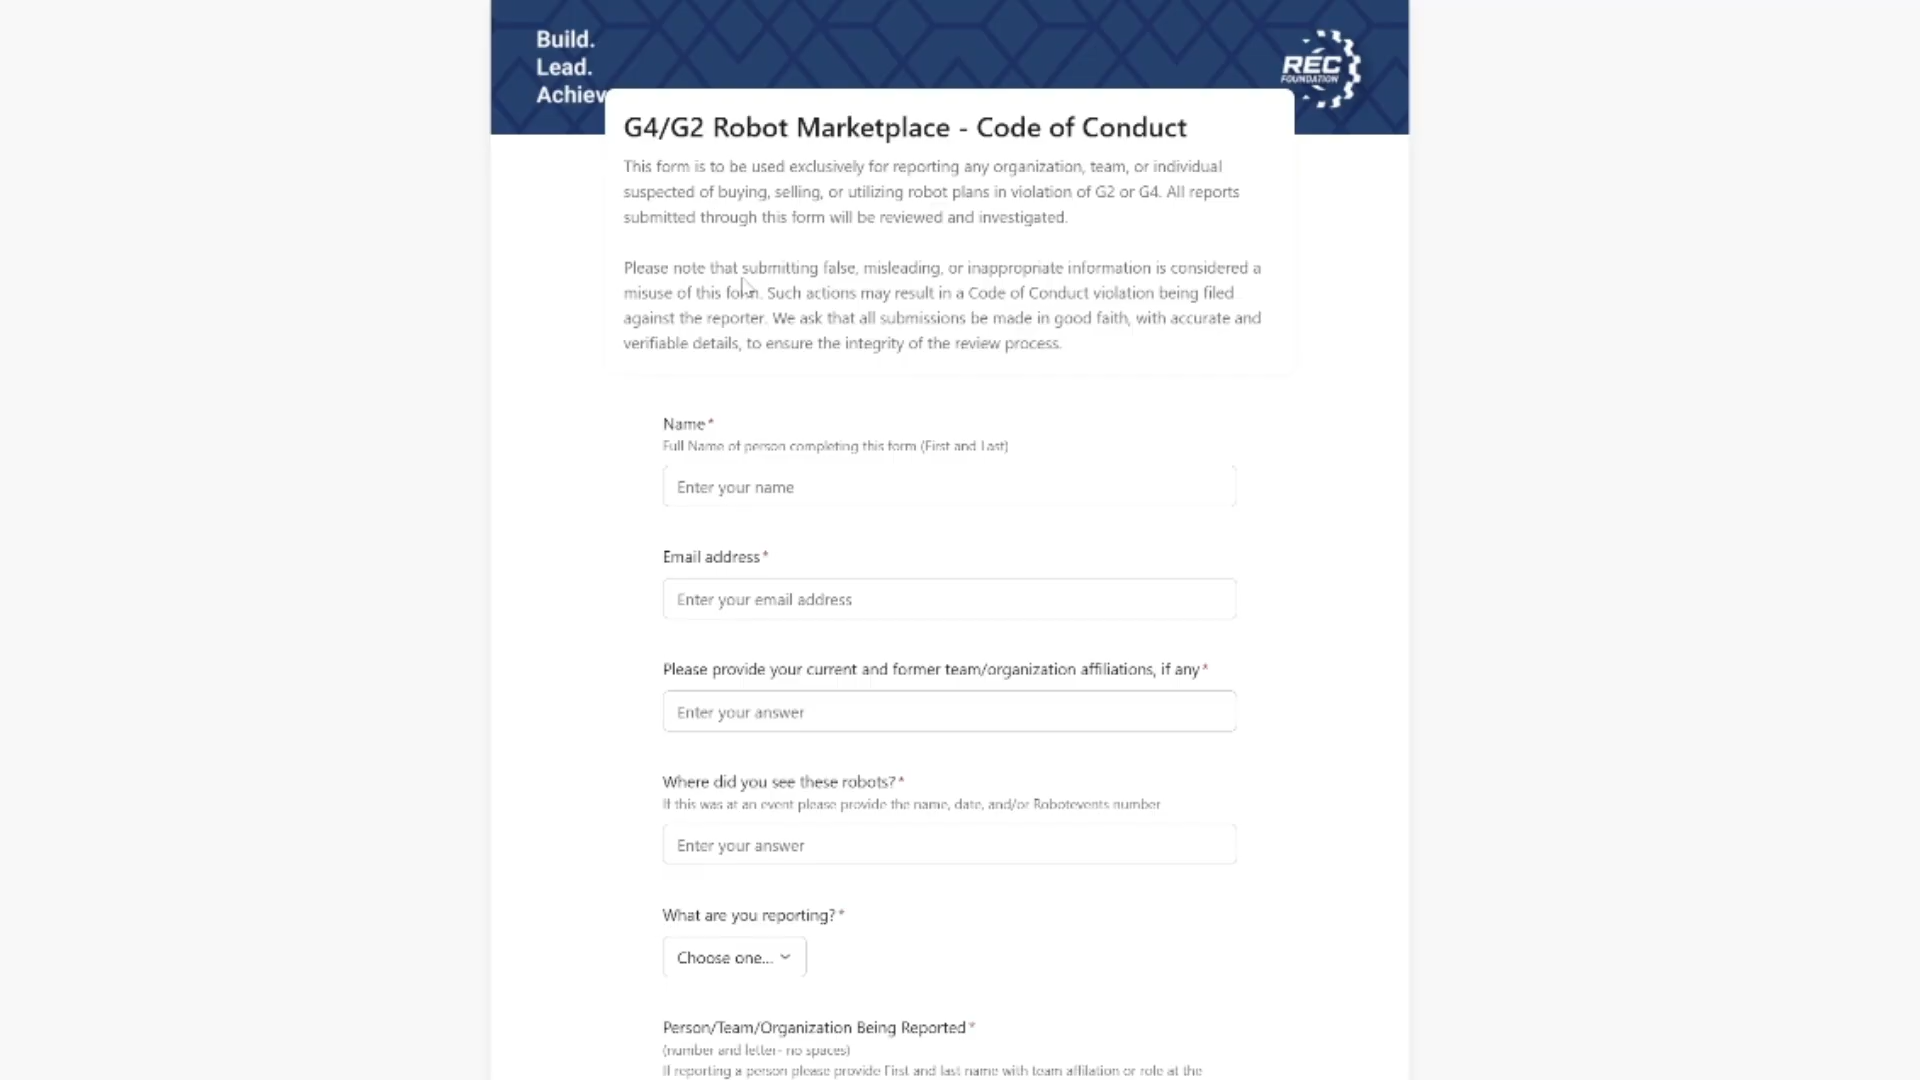 Build.
Lead.
Achiev
REC
FOUNDATION
G4/G2 Robot Marketplace - Code of Conduct
This form is to be used exclusively for reporting any organization, team, or individual
suspected of buying, selling, or utilizing robot plans in violation of G2 or G4. All reports
submitted through this form will be reviewed and investigated.
Please note that submitting false, misleading, or inappropriate information is considered a
misuse of this form. Such actions may result in a Code of Conduct violation being filed
against the reporter. We ask that all submissions be made in good faith, with accurate and
verifiable details, to ensure the integrity of the review process.
Name*
Full Name of person completing this form (First and Last)
Enter your name
Email address*
Enter your email address
Please provide your current and former team/organization affiliations, if any*
Enter your answer
Where did you see these robots?*
If this was at an event please provide the name, date, and/or Robotevents number
Enter your answer
What are you reporting?*
Choose one...
Person/Team/Organization Being Reported*
(number and letter- no spaces)
If reporting a person please provide First and last name with team affilation or role at the